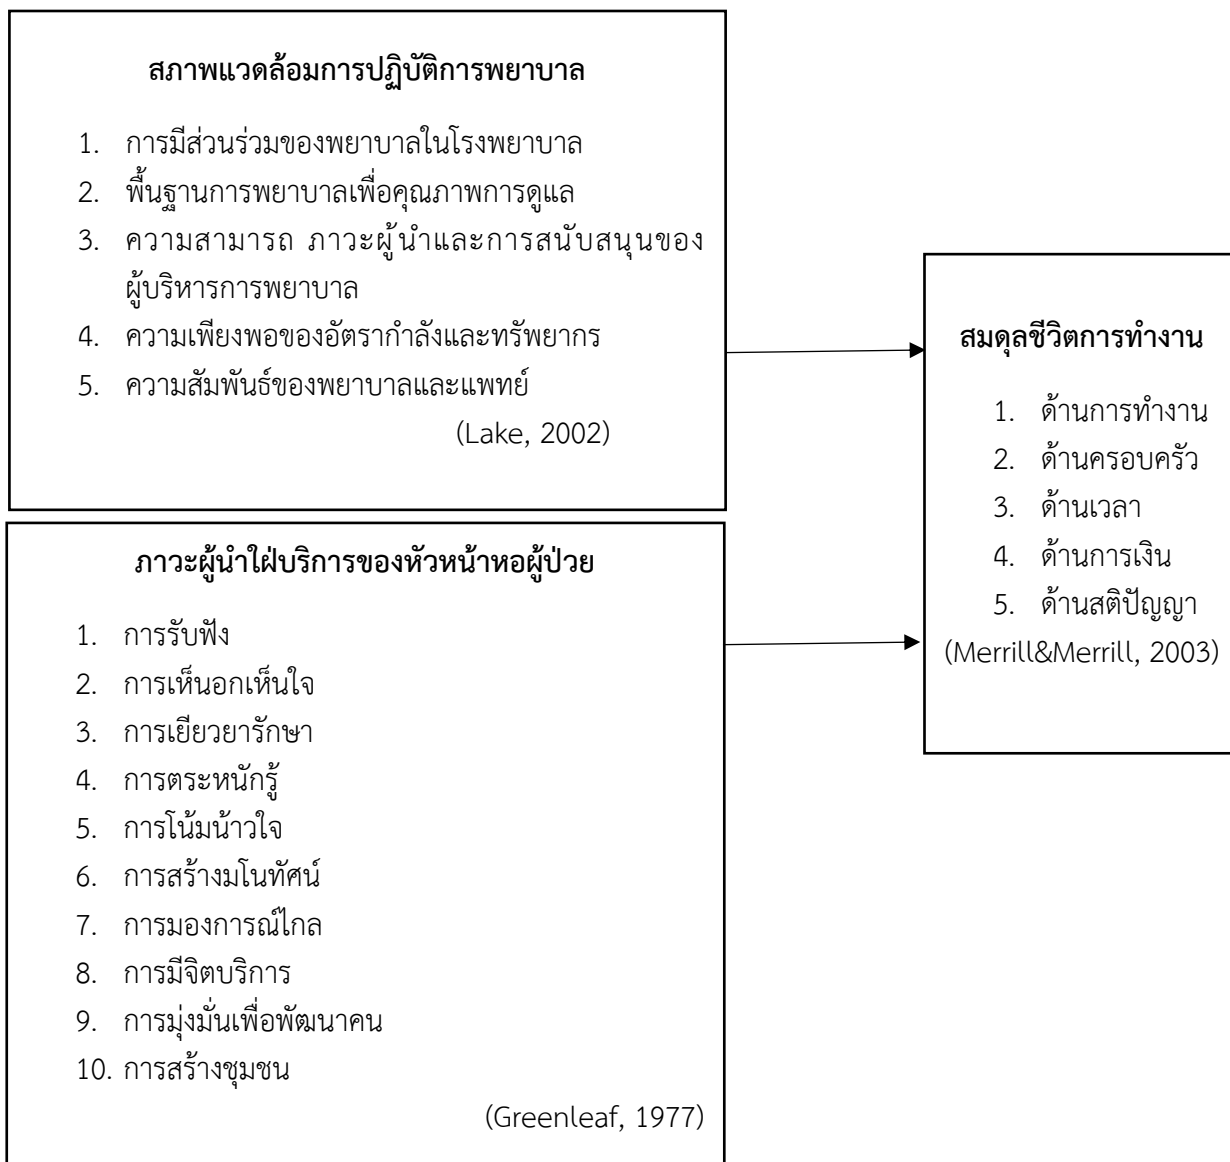 สภาพแวดล้อมการปฏิบัติการพยาบาล
1. การมีส่วนร่วมของพยาบาลในโรงพยาบาล
2. พื้นฐานการพยาบาลเพื่อคุณภาพการดูแล
3. ความสามารถ ภาวะผู้นำและการสนับสนุนของ
ผู้บริหารการพยาบาล
4. ความเพียงพอของอัตรากำลังและทรัพยากร
5. ความสัมพันธ์ของพยาบาลและแพทย์
(Lake, 2002)
ภาวะผู้นำใฝ่บริการของหัวหน้าหอผู้ป่วย
1. การรับฟัง
2. การเห็นอกเห็นใจ
3. การเยียวยารักษา
4. การตระหนักรู้
5. การโน้มน้าวใจ
6. การสร้างมโนทัศน์
7. การมองการณ์ไกล
8. การมีจิตบริการ
9. การมุ่งมั่นเพื่อพัฒนาคน
10. การสร้างชุมชน
(Greenleaf, 1977)
สมดุลชีวิตการทำงาน
1. ด้านการทำงาน
2. ด้านครอบครัว
3. ด้านเวลา
4. ด้านการเงิน
5. ด้านสติปัญญา
(Merrill&Merrill, 2003)